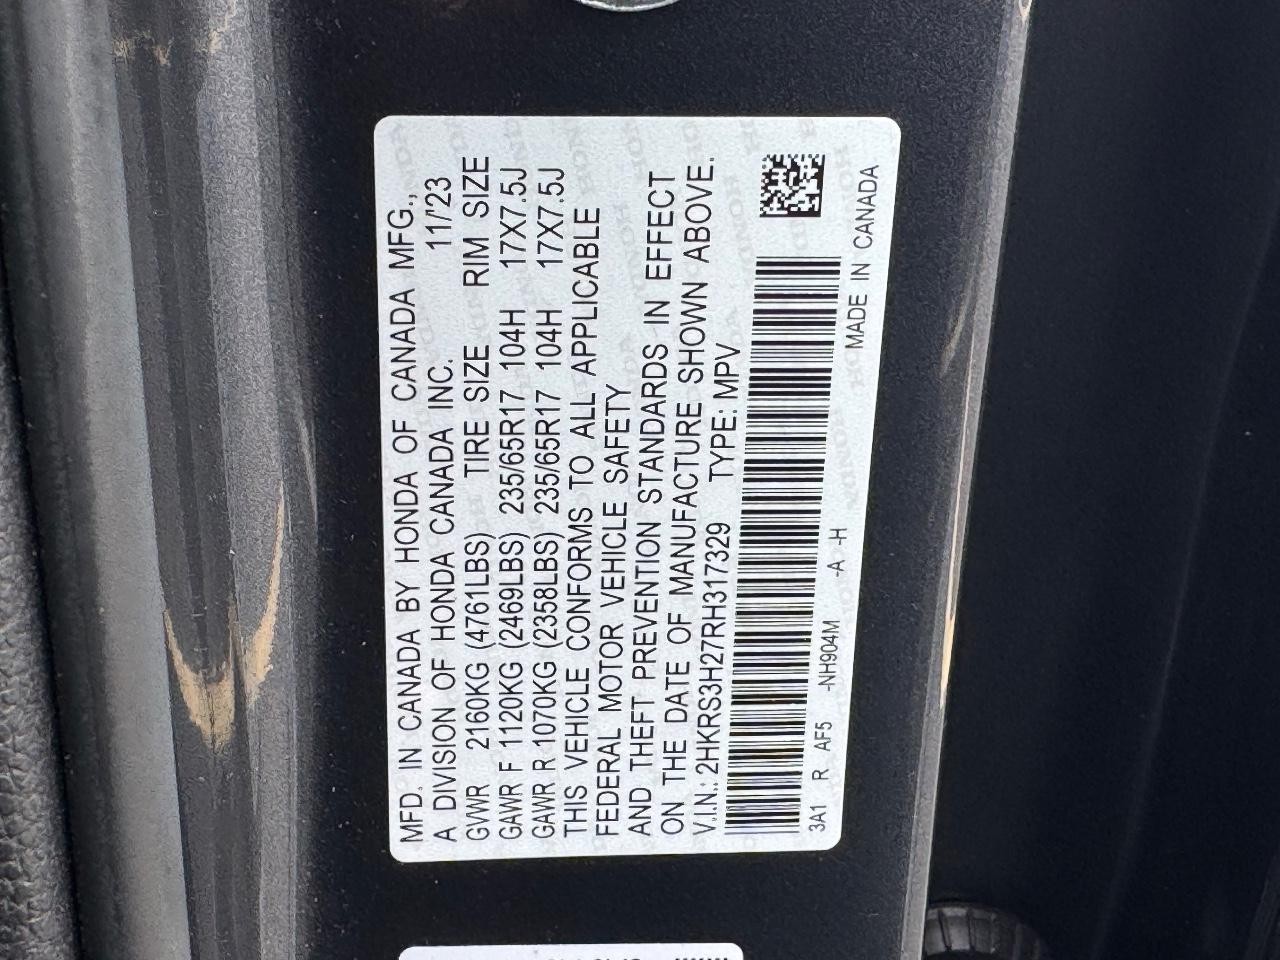 MFD. IN CANADA BY HONDA OF CANADA MFG.,
A DIVISION OF HONDA CANADA INC. 11/'23
GVWR 2160KG (4761LBS) TIRE SIZE RIM SIZE
GAWR F 1120KG (2469LBS) 235/65R17 104H 17X7.5J
GAWR R 1070KG (2358LBS) 235/65R17 104H 17X7.5J
THIS VEHICLE CONFORMS TO ALL APPLICABLE
FEDERAL MOTOR VEHICLE SAFETY
AND THEFT PREVENTION STANDARDS IN EFFECT
ON THE DATE OF MANUFACTURE SHOWN ABOVE.
V.I.N.: 2HKRS3H27RH317329 TYPE: MPV
3A1 R AF5 -NH904M -A -H MADE IN CANADA